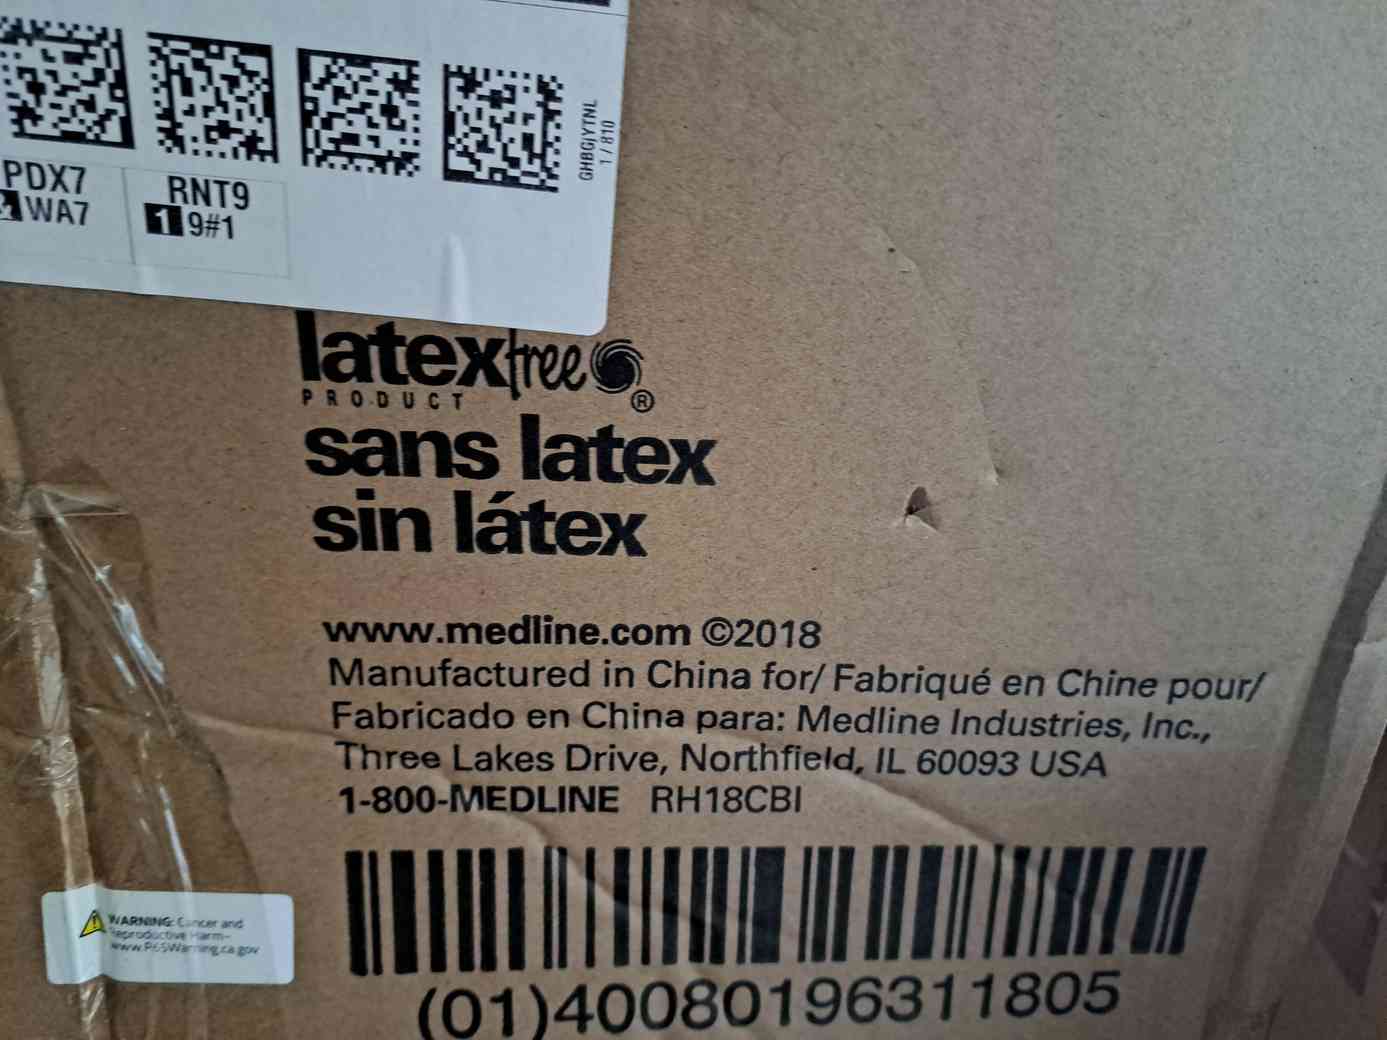 PDX7
WA7
RNT9
1 9#1
GHBGjYTNL
1 / 810
latexfree
PRODUCT ®
sans latex
sin látex
www.medline.com ©2018
Manufactured in China for/ Fabriqué en Chine pour/
Fabricado en China para: Medline Industries, Inc.,
Three Lakes Drive, Northfield, IL 60093 USA
1-800-MEDLINE RH18CBI
WARNING: Cancer and
Reproductive Harm–
www.P65Warning.ca.gov
(01)40080196311805